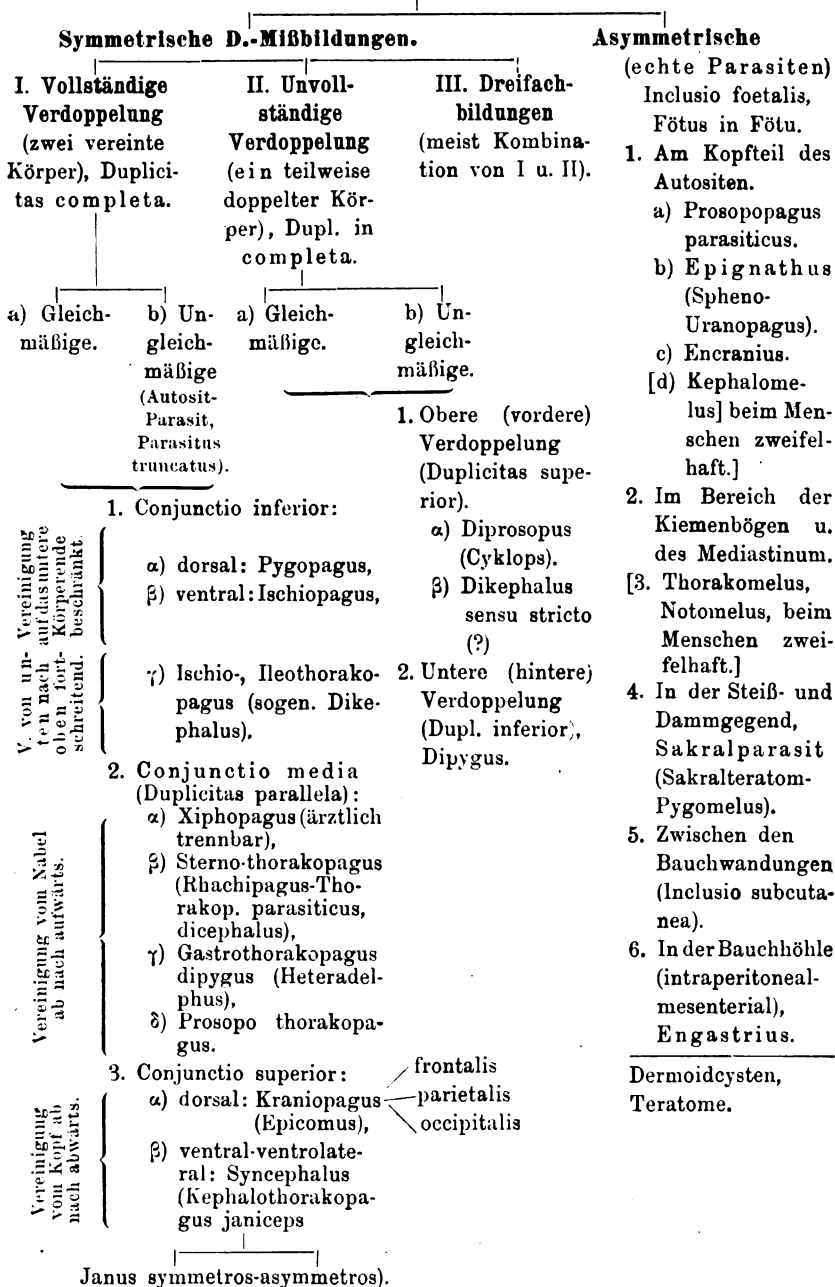 Symmetrische D.-Mißbildungen.
I. Vollständige
Verdoppelung
(zwei vereinte
Körper), Duplici-
tas completa.
II. Unvoll-
ständige
Verdoppelung
(ein teilweise
doppelter Kör-
per), Dupl. in
completa.
III. Dreifach-
bildungen
(meist Kombina-
tion von I u. II).
a) Gleich-
mäßige.
b) Un-
gleich-
mäßige
(Autosit-
Parasit,
Parasitus
truncatus).
a) Gleich-
mäßige.
b) Un-
gleich-
mäßige.
Vereinigung
auf das untere
Körperende
beschränkt.
1. Conjunctio inferior:
α) dorsal: Pygopagus,
β) ventral: Ischiopagus,
V. von un-
ten nach
oben fort-
schreitend.
γ) Ischio-, Ileothorako-
pagus (sogen. Dike-
phalus).
Vereinigung vom Nabel
ab nach aufwärts.
2. Conjunctio media
(Duplicitas parallela):
α) Xiphopagus (ärztlich
trennbar),
β) Sterno-thorakopagus
(Rhachipagus-Tho-
rakop. parasiticus,
dicephalus),
γ) Gastrothorakopagus
dipygus (Heteradel-
phus),
δ) Prosopo thorakopa-
gus.
Vereinigung
vom Kopf ab
nach abwärts.
3. Conjunctio superior:
α) dorsal: Kraniopagus
(Epicomus),
frontalis
parietalis
occipitalis
β) ventral-ventrolate-
ral: Syncephalus
(Kephalothorakopa-
gus janiceps
Janus symmetros-asymmetros).
1. Obere (vordere)
Verdoppelung
(Duplicitas supe-
rior).
α) Diprosopus
(Cyklops).
β) Dikephalus
sensu stricto
(?)
2. Untere (hintere)
Verdoppelung
(Dupl. inferior),
Dipygus.
Asymmetrische
(echte Parasiten)
Inclusio foetalis,
Fötus in Fötu.
1. Am Kopfteil des
Autositen.
a) Prosopopagus
parasiticus.
b) Epignathus
(Spheno-
Uranopagus).
c) Encranius.
[d) Kephalome-
lus] beim Men-
schen zweifel-
haft.]
2. Im Bereich der
Kiemenbögen u.
des Mediastinum.
[3. Thorakomelus,
Notomelus, beim
Menschen zwei-
felhaft.]
4. In der Steiß- und
Dammgegend,
Sakralparasit
(Sakralteratom-
Pygomelus).
5. Zwischen den
Bauchwandungen
(Inclusio subcuta-
nea).
6. In der Bauchhöhle
(intraperitoneal-
mesenterial),
Engastrius.
Dermoidcysten,
Teratome.